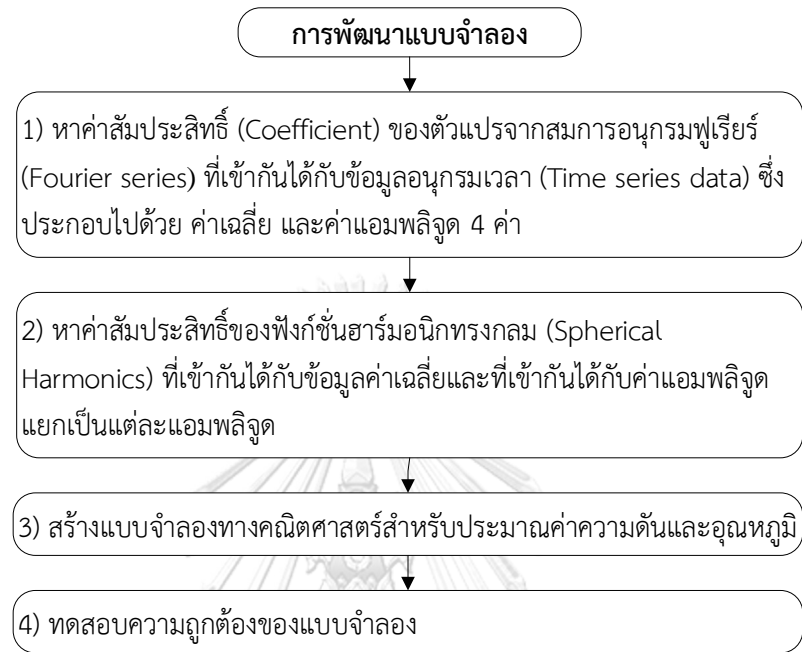 การพัฒนาแบบจำลอง
1) หาค่าสัมประสิทธิ์ (Coefficient) ของตัวแปรจากสมการอนุกรมฟูเรียร์
(Fourier series) ที่เข้ากันได้กับข้อมูลอนุกรมเวลา (Time series data) ซึ่ง
ประกอบไปด้วย ค่าเฉลี่ย และค่าแอมพลิจูด 4 ค่า
2) หาค่าสัมประสิทธิ์ของฟังก์ชั่นฮาร์มอนิกทรงกลม (Spherical
Harmonics) ที่เข้ากันได้กับข้อมูลค่าเฉลี่ยและที่เข้ากันได้กับค่าแอมพลิจูด
แยกเป็นแต่ละแอมพลิจูด
3) สร้างแบบจำลองทางคณิตศาสตร์สำหรับประมาณค่าความดันและอุณหภูมิ
4) ทดสอบความถูกต้องของแบบจำลอง